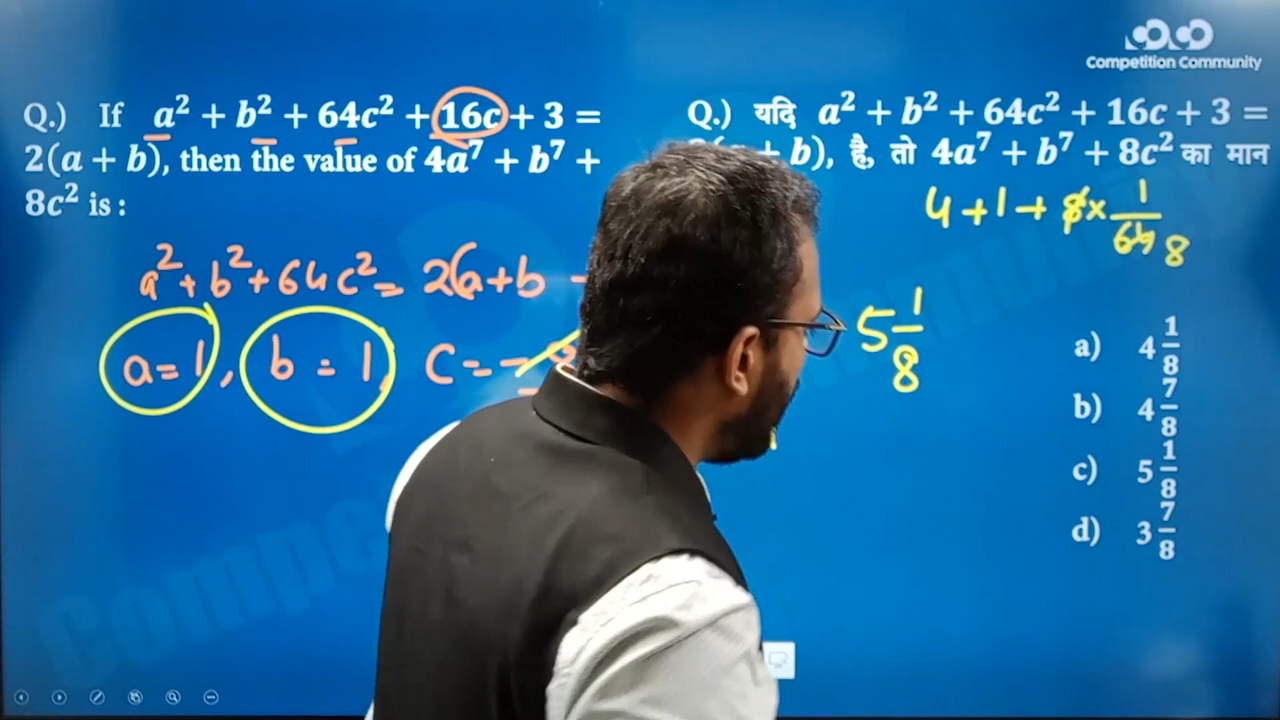 Competition Community
Q.) If a² + b² + 64c² + 16c + 3 =
2(a + b), then the value of 4a⁷ + b⁷ +
8c² is :
Q.) यदि a² + b² + 64c² + 16c + 3 =
+ b), है, तो 4a⁷ + b⁷ + 8c² का मान
4 + 1 + 8 × 1/64 8
a² + b² + 64c² = 2(a + b -
a = 1, b = 1, c = -
5 1/8
a) 4 1/8
b) 4 7/8
c) 5 1/8
d) 3 7/8